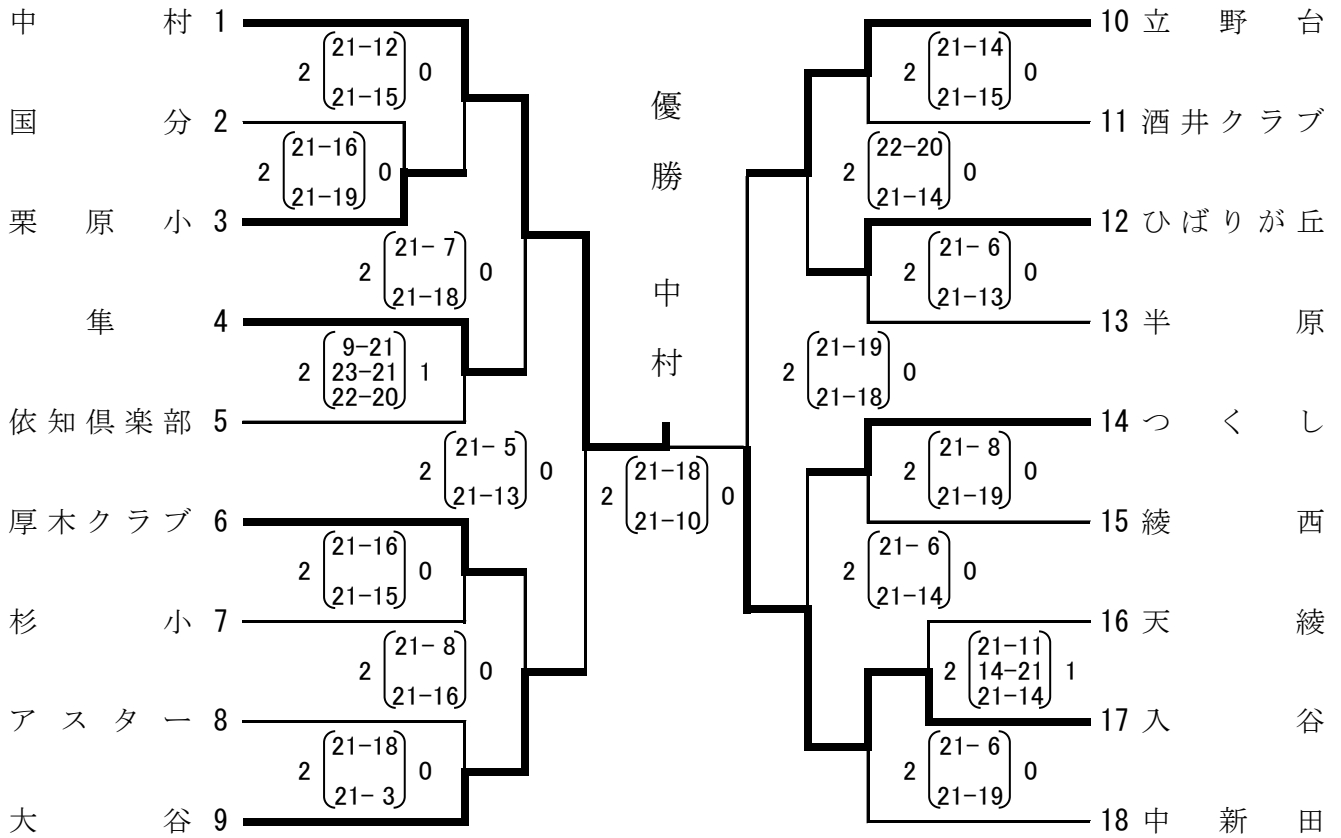 中村 1
21-12
2 0
21-15
国分 2
21-16
2 0
21-19
栗原小 3
21- 7
2 0
21-18
隼 4
9-21
2 23-21 1
22-20
依知倶楽部 5
21- 5
2 0
21-13
厚木クラブ 6
21-16
2 0
21-15
杉小 7
21- 8
2 0
21-16
アスター 8
21-18
2 0
21- 3
大谷 9
優勝 中村
21-18
2 0
21-10
10 立野台
21-14
2 0
21-15
11 酒井クラブ
22-20
2 0
21-14
12 ひばりが丘
21- 6
2 0
21-13
13 半原
21-19
2 0
21-18
14 つくし
21- 8
2 0
21-19
15 綾西
21- 6
2 0
21-14
16 天綾
21-11
2 14-21 1
21-14
17 入谷
21- 6
2 0
21-19
18 中新田